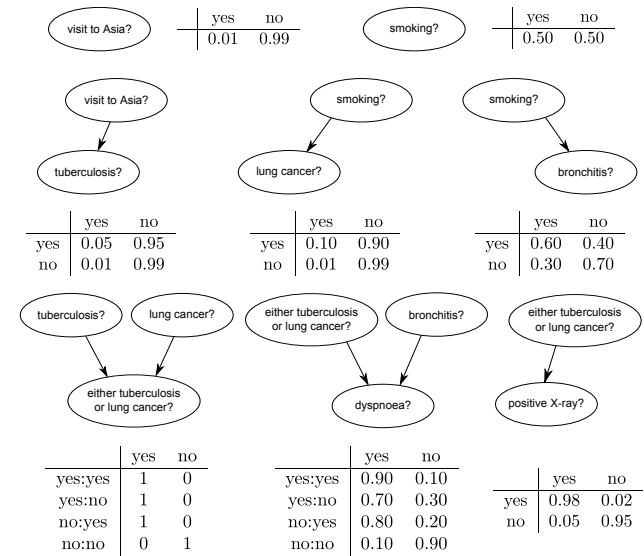 visit to Asia?
yes no
0.01 0.99
smoking?
yes no
0.50 0.50
visit to Asia?
tuberculosis?
yes no
yes 0.05 0.95
no 0.01 0.99
smoking?
lung cancer?
yes no
yes 0.10 0.90
no 0.01 0.99
smoking?
bronchitis?
yes no
yes 0.60 0.40
no 0.30 0.70
tuberculosis?
lung cancer?
either tuberculosis
or lung cancer?
yes no
yes:yes 1 0
yes:no 1 0
no:yes 1 0
no:no 0 1
either tuberculosis
or lung cancer?
bronchitis?
dyspnoea?
yes no
yes:yes 0.90 0.10
yes:no 0.70 0.30
no:yes 0.80 0.20
no:no 0.10 0.90
either tuberculosis
or lung cancer?
positive X-ray?
yes no
yes 0.98 0.02
no 0.05 0.95